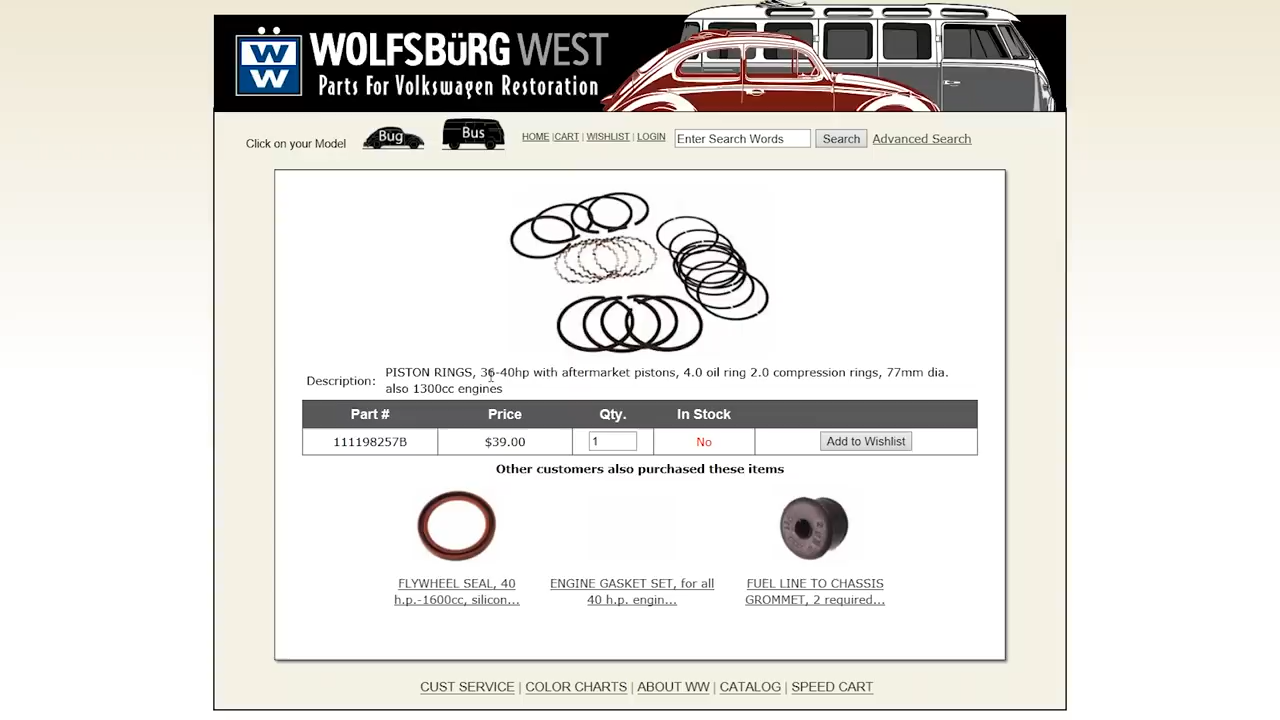 WOLFSBÜRG WEST
Parts For Volkswagen Restoration
Click on your Model Bug Bus HOME |CART | WISHLIST | LOGIN Enter Search Words Search Advanced Search
Description: PISTON RINGS, 36-40hp with aftermarket pistons, 4.0 oil ring 2.0 compression rings, 77mm dia.
also 1300cc engines
Part # Price Qty. In Stock
111198257B $39.00 1 No Add to Wishlist
Other customers also purchased these items
FLYWHEEL SEAL, 40
h.p.-1600cc, silicon...
ENGINE GASKET SET, for all
40 h.p. engin...
FUEL LINE TO CHASSIS
GROMMET, 2 required...
CUST SERVICE | COLOR CHARTS | ABOUT WW | CATALOG | SPEED CART